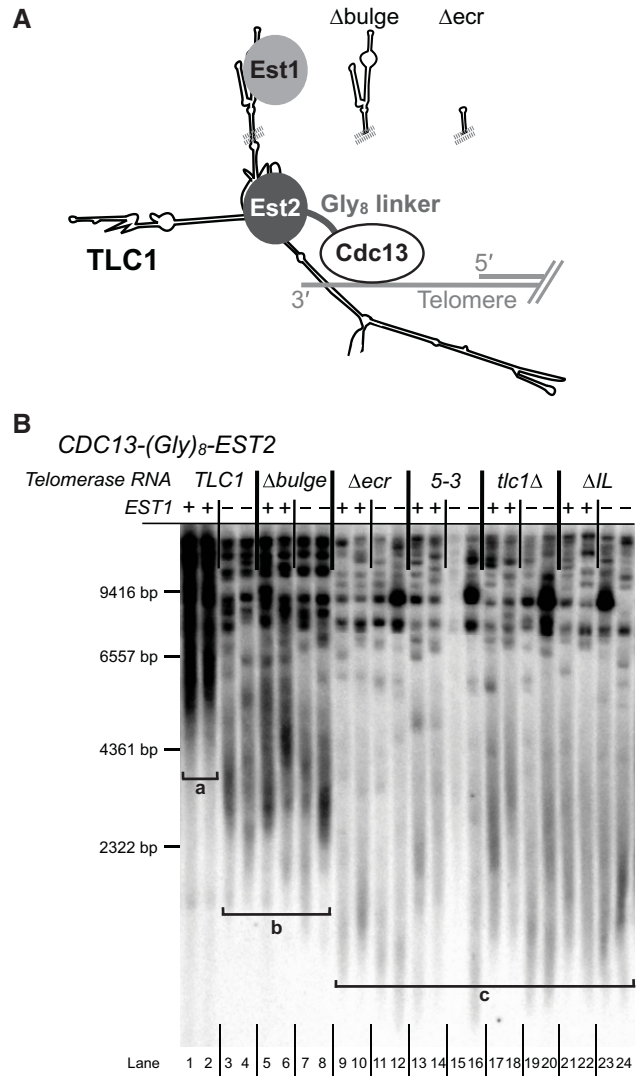 A
Δbulge Δecr
Est1
Est2
Gly₈ linker
Cdc13
TLC1
5′
3′
Telomere
B
CDC13-(Gly)₈-EST2
Telomerase RNA TLC1 Δbulge Δecr 5-3 tlc1Δ ΔIL
EST1 + + − − + + − − + + − − + + − − + + − − + + − −
9416 bp
6557 bp
4361 bp
a
2322 bp
b
c
Lane 1 2 3 4 5 6 7 8 9 10 11 12 13 14 15 16 17 18 19 20 21 22 23 24